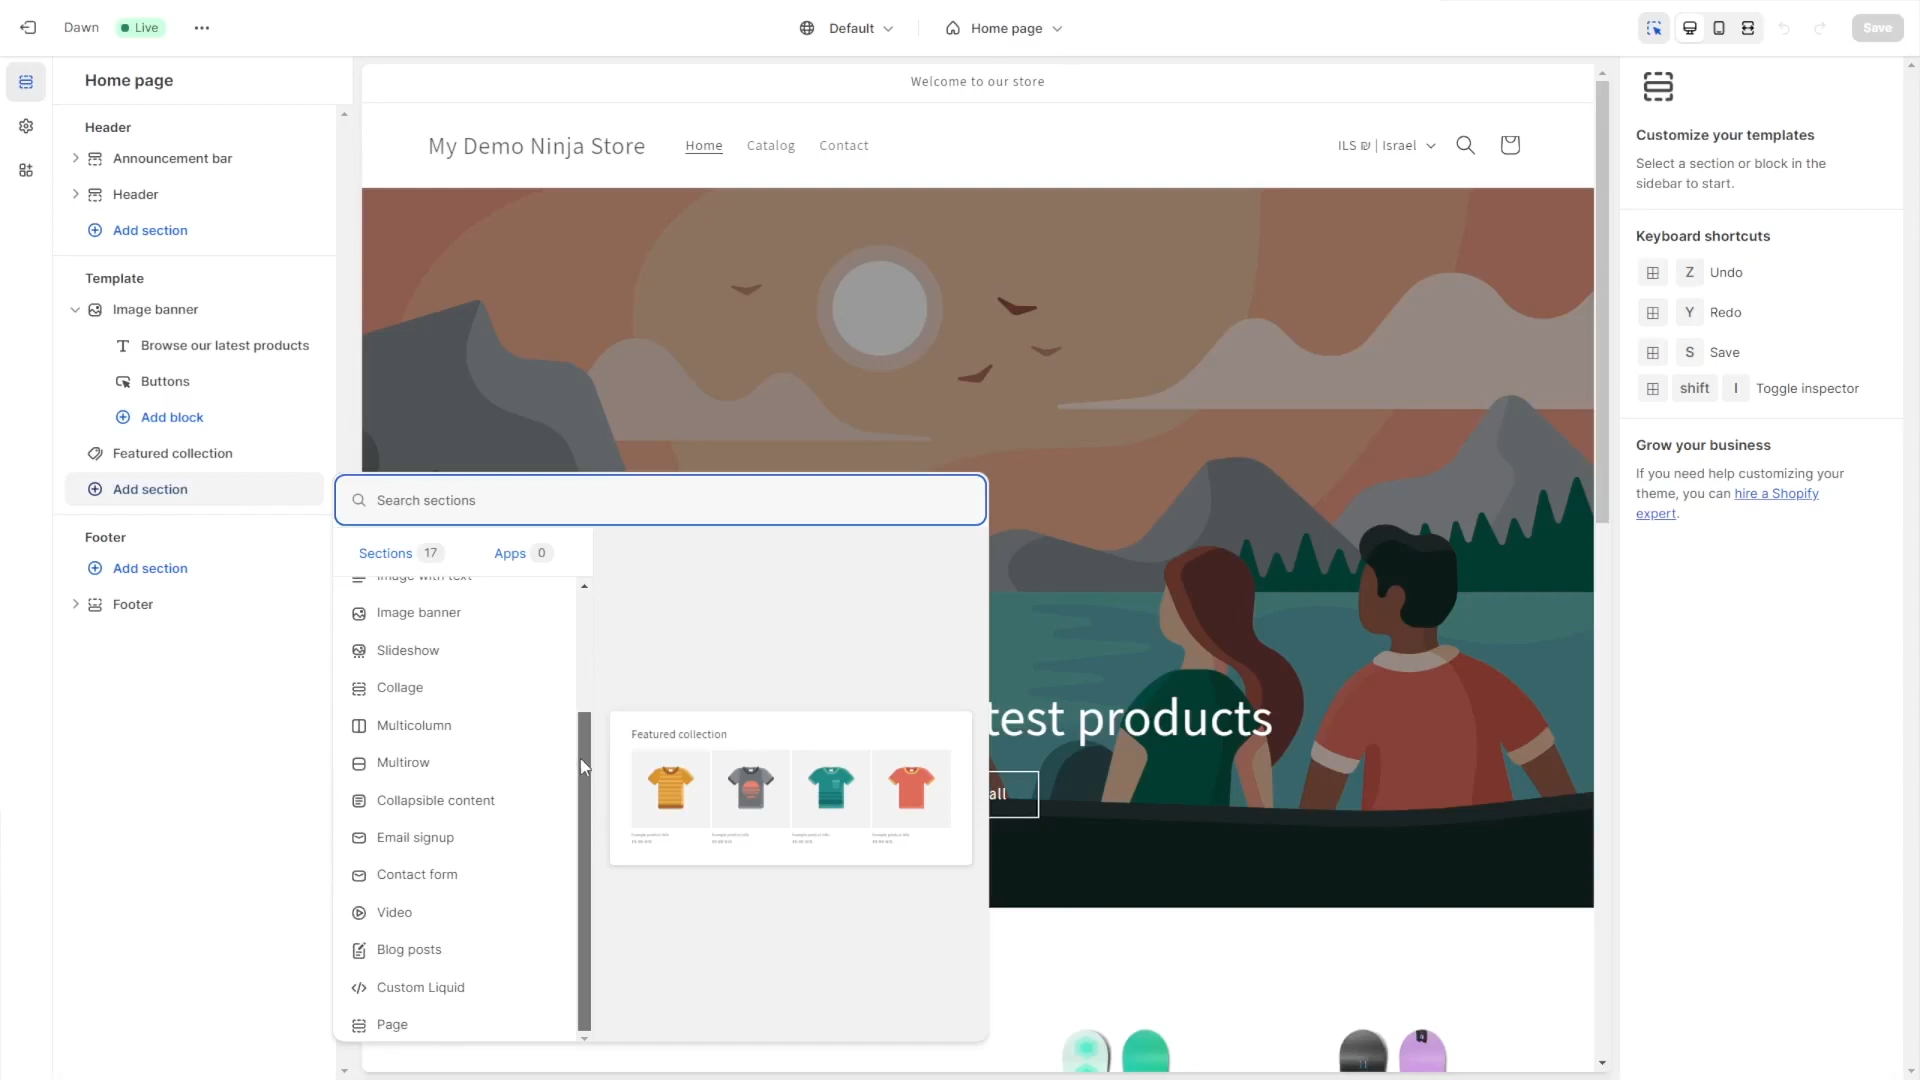 Dawn
Live
Default
Home page
Save
Home page
Header
Announcement bar
Header
Add section
Template
Image banner
Browse our latest products
Buttons
Add block
Featured collection
Add section
Footer
Add section
Footer
Search sections
Sections 17
Apps 0
Image with text
Image banner
Slideshow
Collage
Multicolumn
Multirow
Collapsible content
Email signup
Contact form
Video
Blog posts
Custom Liquid
Page
Featured collection
Welcome to our store
My Demo Ninja Store
Home
Catalog
Contact
ILS ₪ | Israel
test products
all
Customize your templates
Select a section or block in the
sidebar to start.
Keyboard shortcuts
Z Undo
Y Redo
S Save
shift I Toggle inspector
Grow your business
If you need help customizing your
theme, you can hire a Shopify
expert.